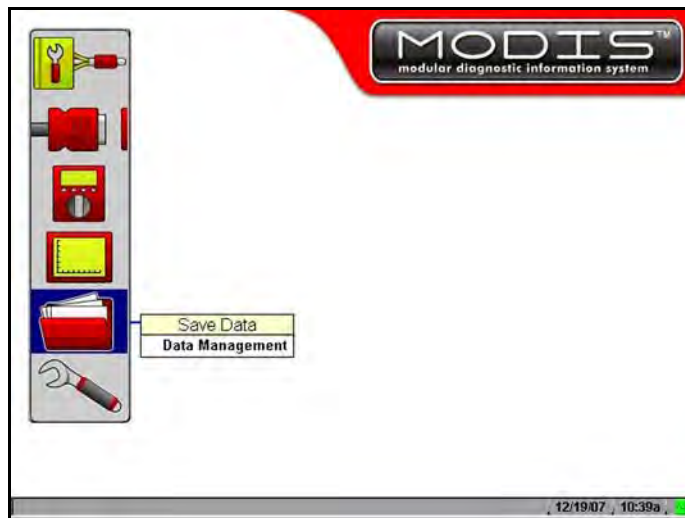 MODIS™
modular diagnostic information system
Save Data
Data Management
12/19/07 10:39a